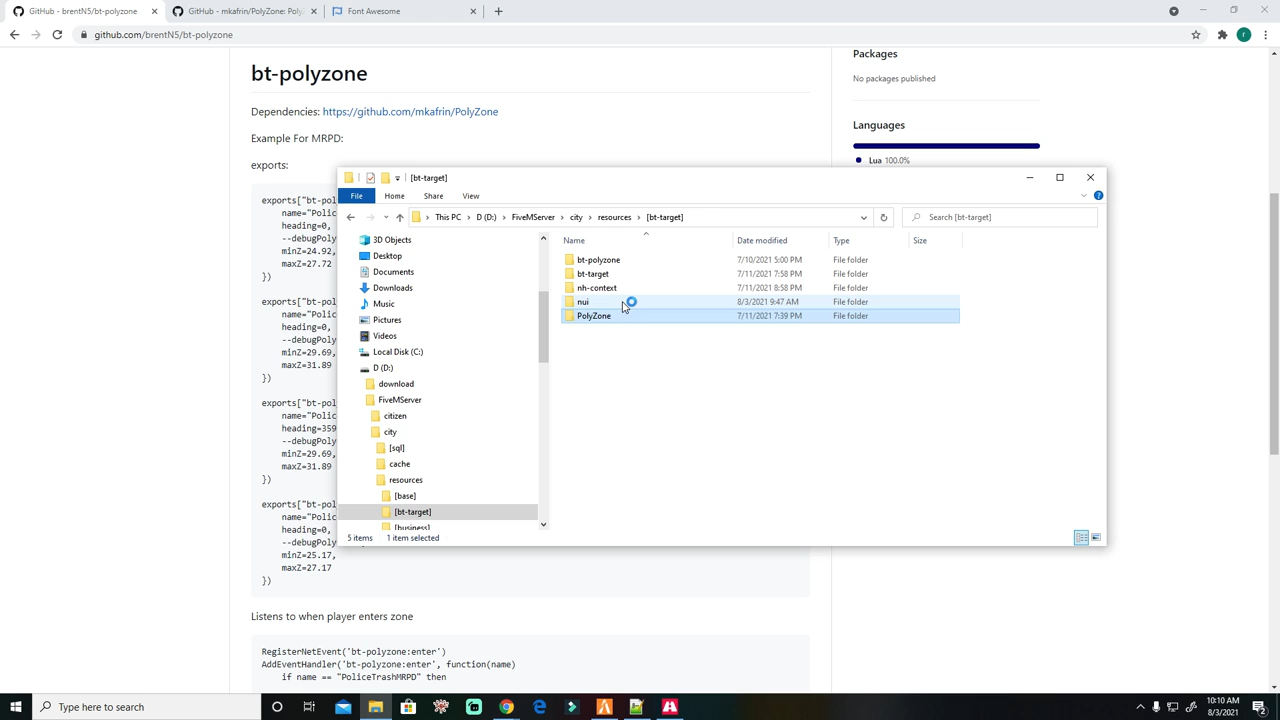 GitHub - brentN5/bt-polyzone
GitHub - mkafrin/PolyZone: Poly
Font Awesome
github.com/brentN5/bt-polyzone
r
bt-polyzone
Dependencies: https://github.com/mkafrin/PolyZone
Example For MRPD:
exports:
exports["bt-pol
name="Polic
heading=0,
--debugPoly
minZ=24.92,
maxZ=27.72
})
exports["bt-pol
name="Polic
heading=0,
--debugPoly
minZ=29.69,
maxZ=31.89
})
exports["bt-pol
name="Polic
heading=359
--debugPoly
minZ=29.69,
maxZ=31.89
})
exports["bt-pol
name="Polic
heading=0,
--debugPoly
minZ=25.17,
maxZ=27.17
})
Listens to when player enters zone
RegisterNetEvent('bt-polyzone:enter')
AddEventHandler('bt-polyzone:enter', function(name)
if name == "PoliceTrashMRPD" then
Packages
No packages published
Languages
Lua 100.0%
[bt-target]
File
Home
Share
View
This PC > D (D:) > FiveMServer > city > resources > [bt-target]
Search [bt-target]
3D Objects
Desktop
Documents
Downloads
Music
Pictures
Videos
Local Disk (C:)
D (D:)
download
FiveMServer
citizen
city
[sql]
cache
resources
[base]
[bt-target]
[business]
Name Date modified Type Size
bt-polyzone 7/10/2021 5:00 PM File folder
bt-target 7/11/2021 7:58 PM File folder
nh-context 7/11/2021 8:58 PM File folder
nui 8/3/2021 9:47 AM File folder
PolyZone 7/11/2021 7:39 PM File folder
5 items 1 item selected
Type here to search
10:10 AM
8/3/2021
2